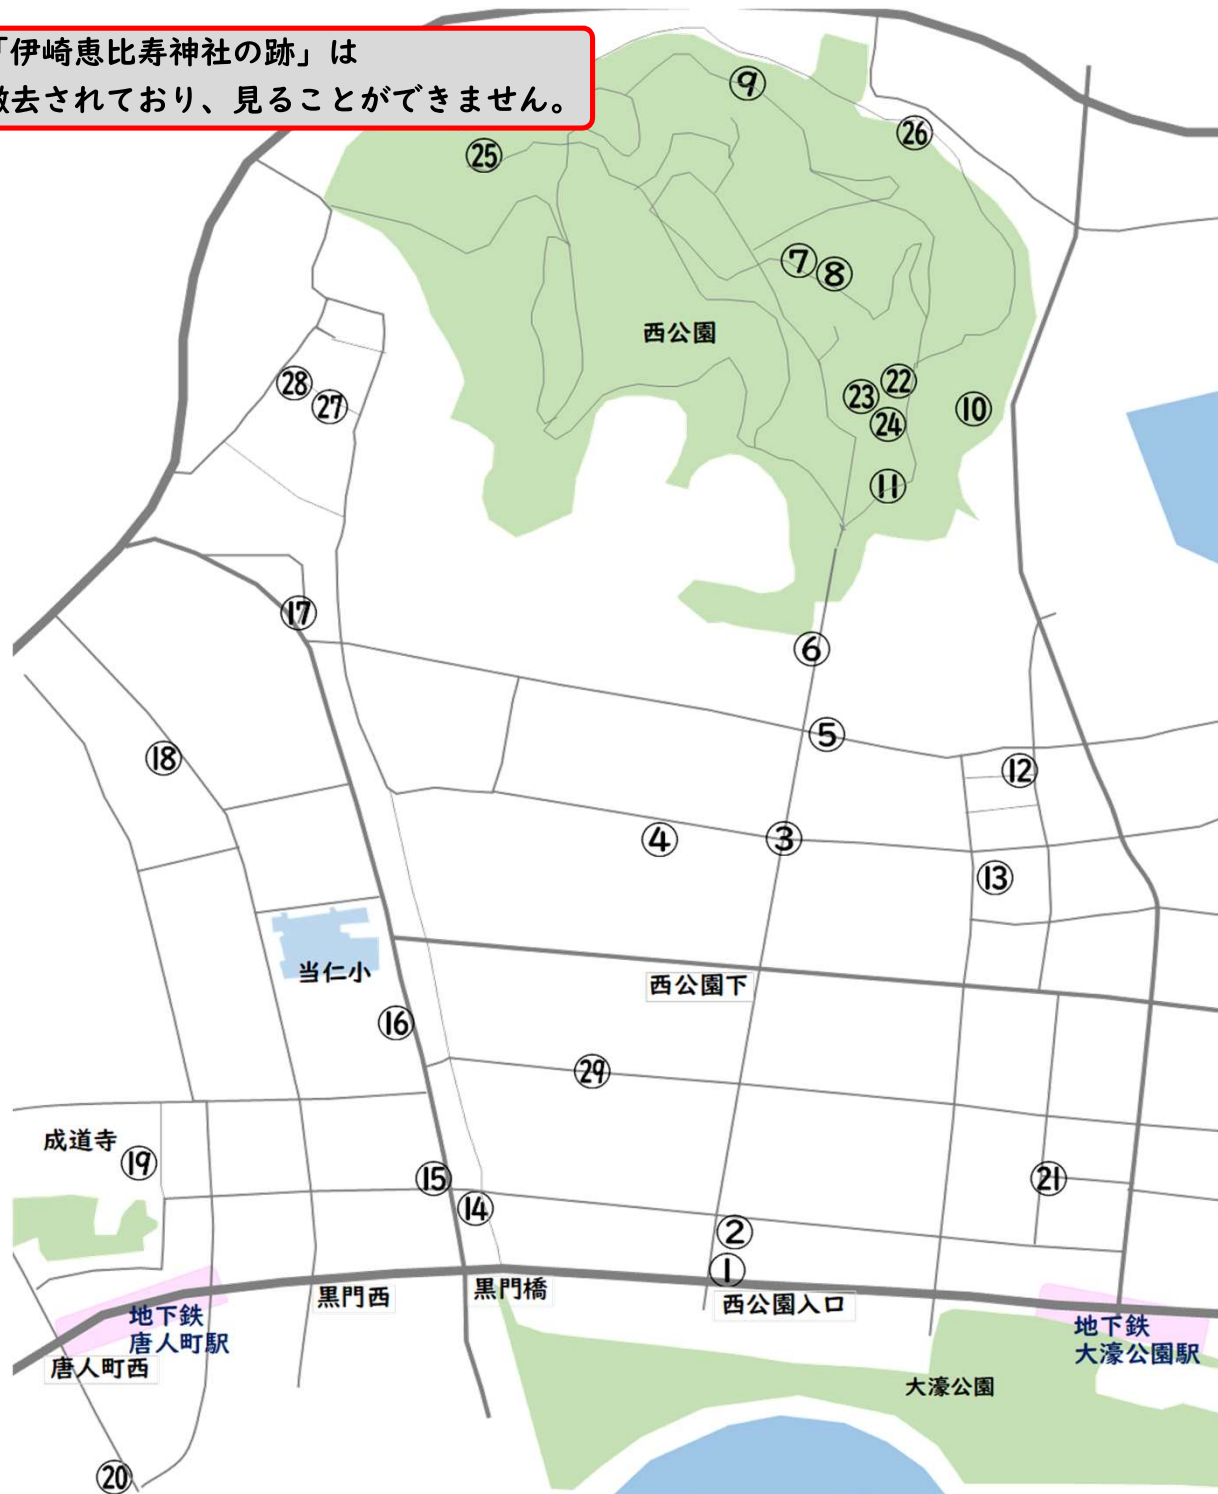 「伊崎恵比寿神社の跡」は
撤去されており、見ることができません。
⑨
㉖
㉕
⑦
⑧
西公園
㉘
㉗
㉒
㉓
⑩
㉔
⑪
⑰
⑥
⑤
⑱
⑫
④
③
⑬
当仁小
西公園下
⑯
㉙
成道寺
⑲
⑮
㉑
⑭
②
①
黒門橋
黒門西
西公園入口
地下鉄
唐人町駅
地下鉄
大濠公園駅
唐人町西
大濠公園
⑳